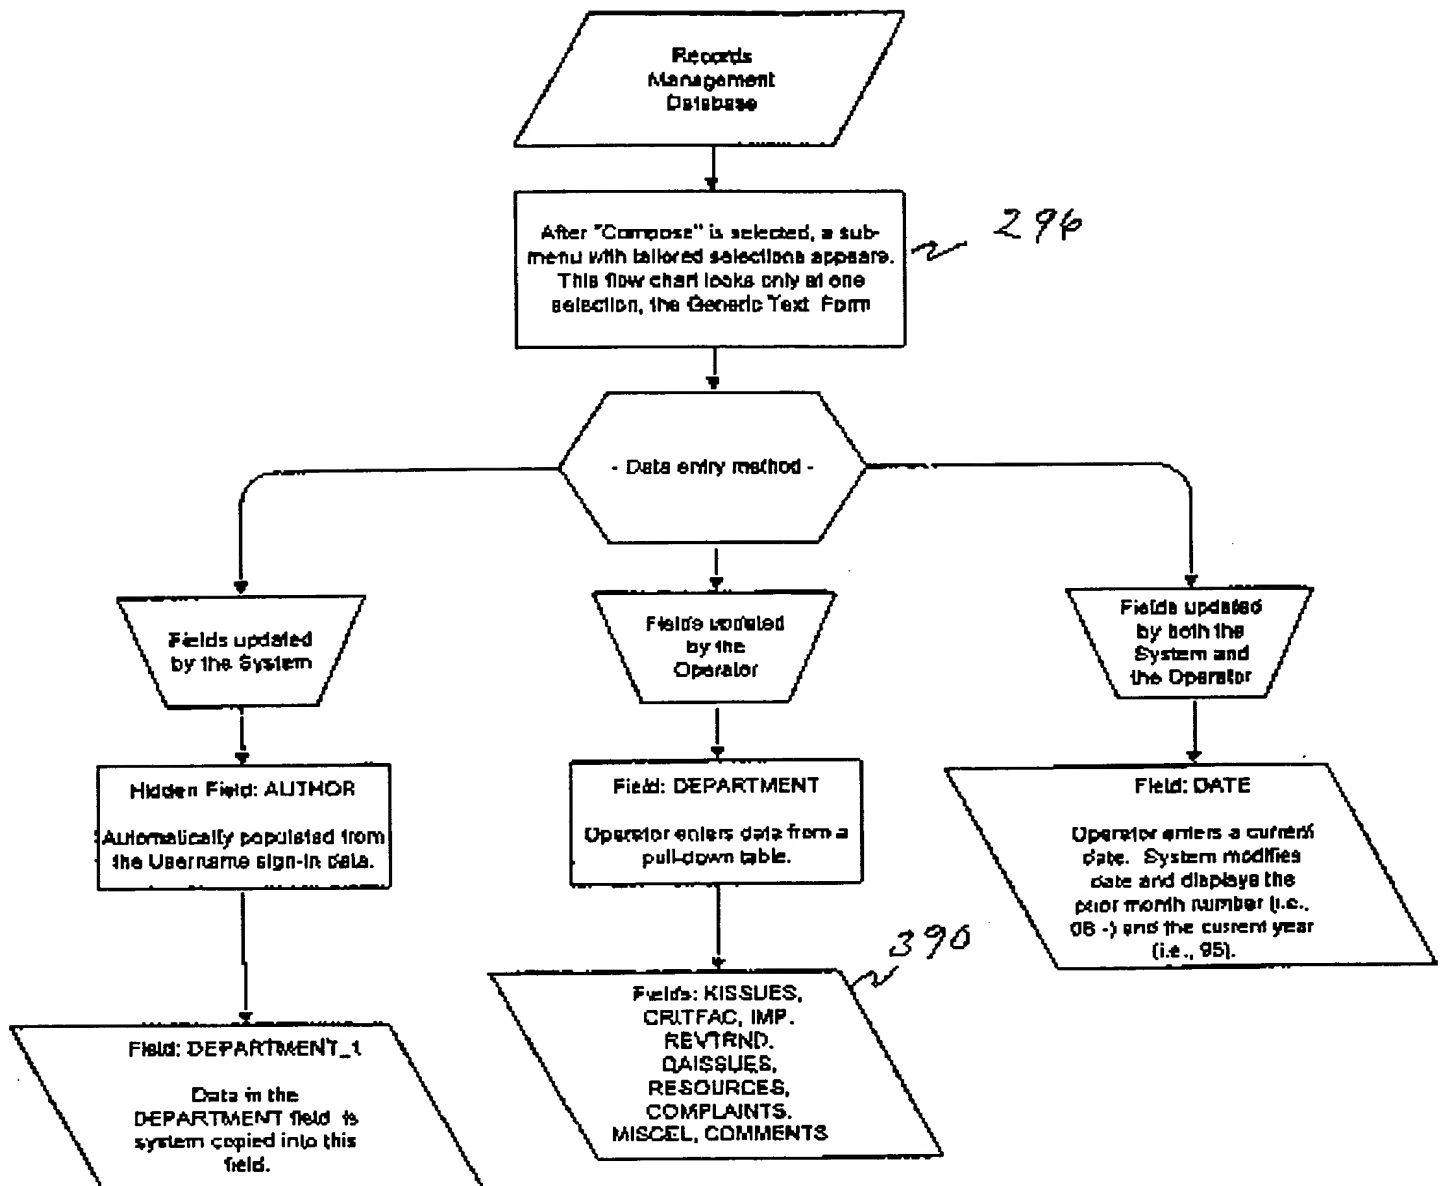 Records
Management
Database
After "Compose" is selected, a sub-
menu with tailored selections appears.
This flow chart looks only at one
selection, the Generic Text Form
296
- Data entry method -
Fields updated
by the System
Fields updated
by the
Operator
Fields updated
by both the
System and
the Operator
Hidden Field: AUTHOR
Automatically populated from
the Username sign-in data.
Field: DEPARTMENT
Operator enters data from a
pull-down table.
Field: DATE
Operator enters a current
date. System modifies
date and displays the
prior month number (i.e.,
06 -) and the current year
(i.e., 95).
390
Field: DEPARTMENT_1
Data in the
DEPARTMENT field is
system copied into this
field.
Fields: KISSUES,
CRITFAC, IMP.
REVTRND.
QAISSUES,
RESOURCES,
COMPLAINTS.
MISCEL, COMMENTS